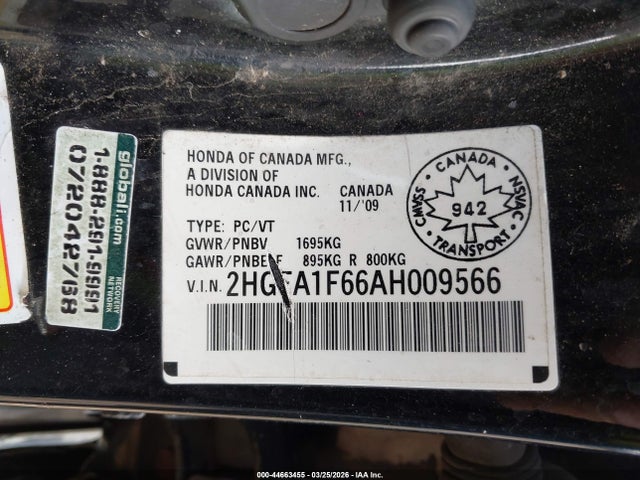 globali.com
1-888-291-9991
072042768
RECOVERY
NETWORK
HONDA OF CANADA MFG.,
A DIVISION OF
HONDA CANADA INC. CANADA
11/'09
TYPE: PC/VT
GVWR/PNBV 1695KG
GAWR/PNBE F 895KG R 800KG
V.I.N. 2HGFA1F66AH009566
CANADA
CMVSS
942
NSVAC
TRANSPORT
000-44663455 - 03/25/2026 - IAA Inc.